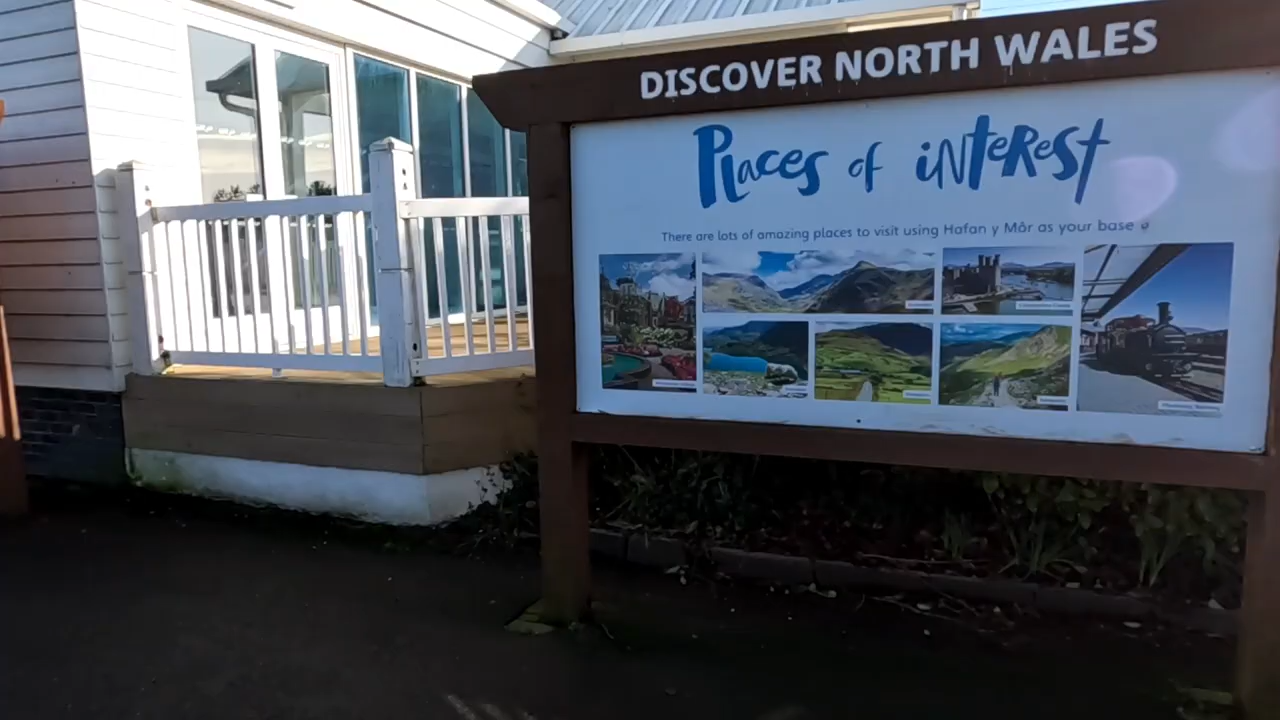 DISCOVER NORTH WALES
Places of interest
There are lots of amazing places to visit using Hafan y Môr as your base